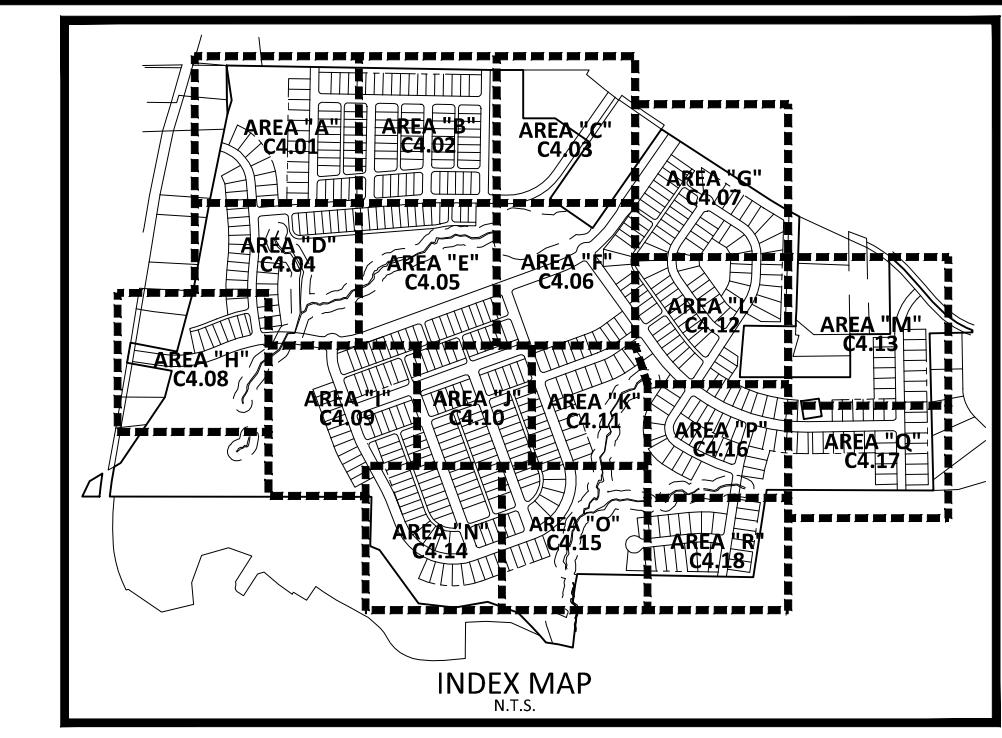 AREA "A"
C4.01
AREA "B"
C4.02
AREA "C"
C4.03
AREA "G"
C4.07
AREA "D"
C4.04
AREA "E"
C4.05
AREA "F"
C4.06
AREA "L"
C4.12
AREA "M"
C4.13
AREA "H"
C4.08
AREA "I"
C4.09
AREA "J"
C4.10
AREA "K"
C4.11
AREA "P"
C4.16
AREA "Q"
C4.17
AREA "N"
C4.14
AREA "O"
C4.15
AREA "R"
C4.18
INDEX MAP
N.T.S.